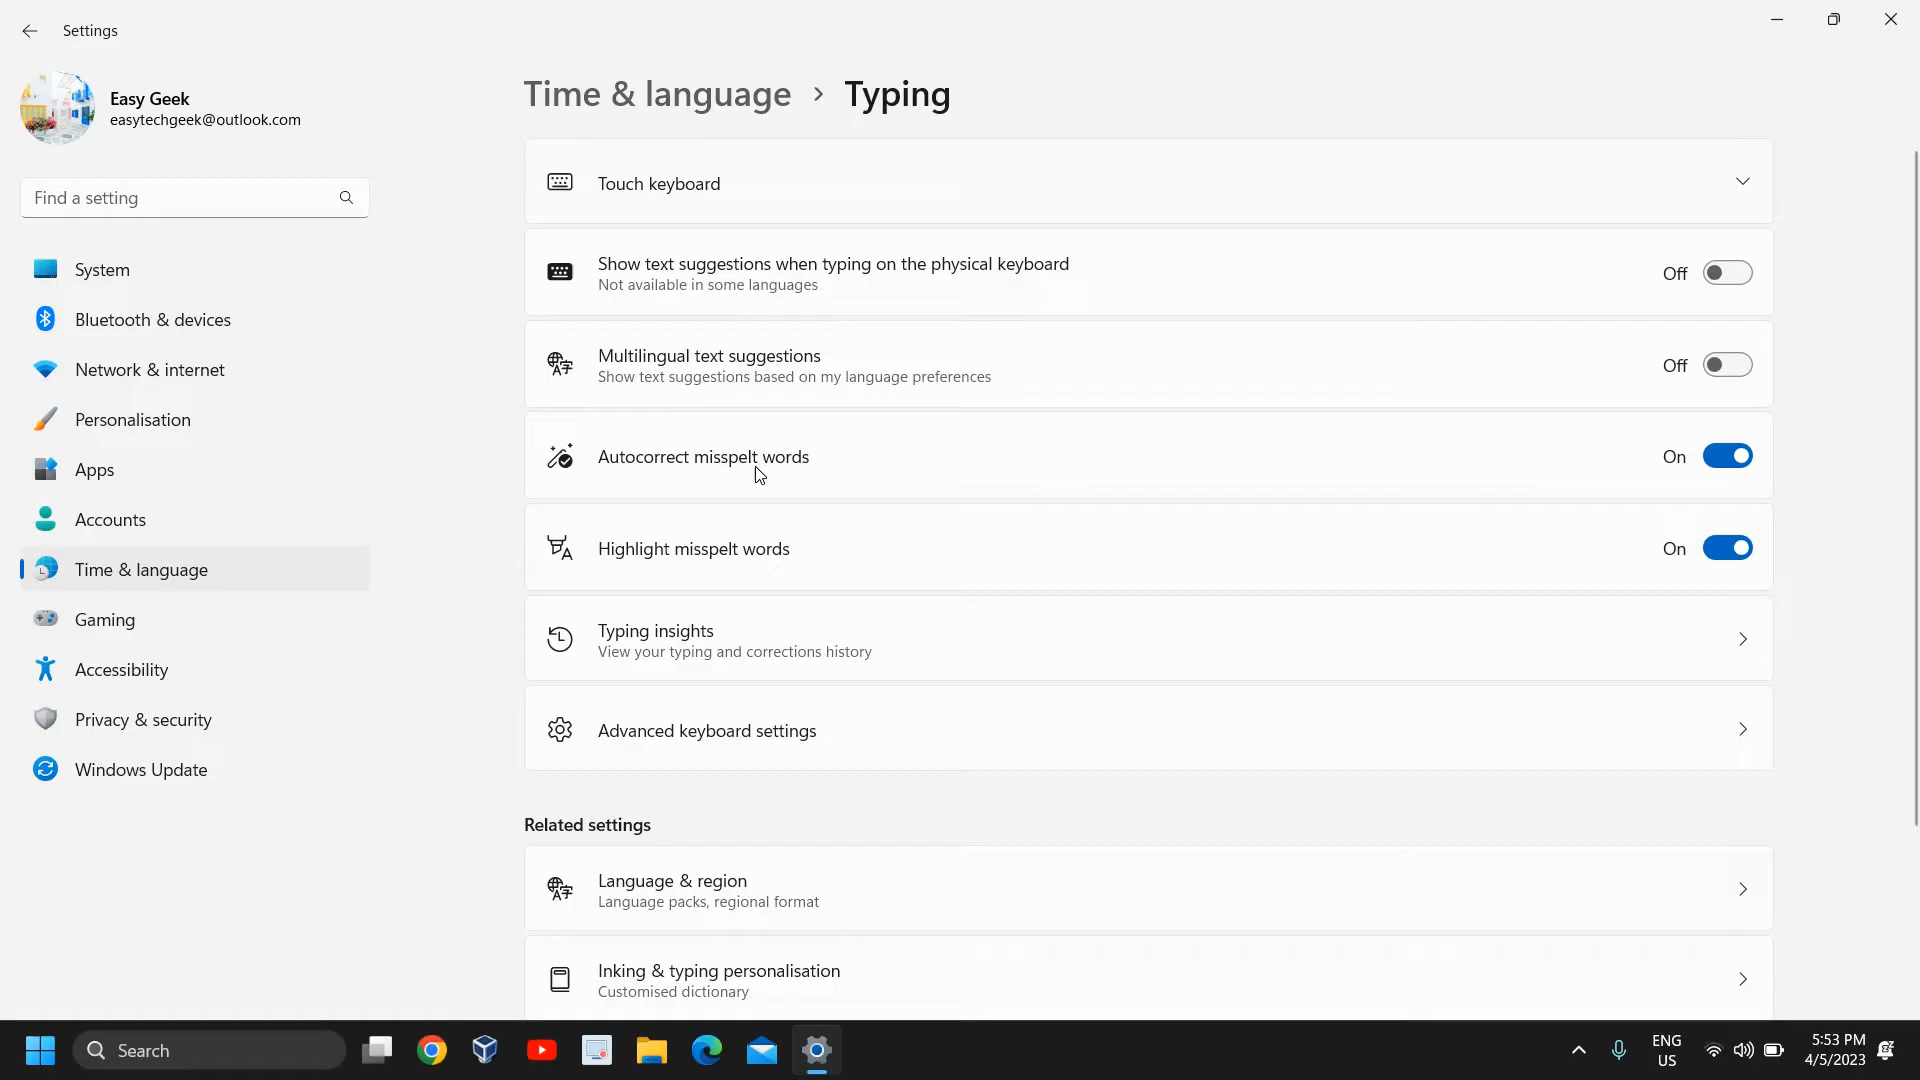 Settings
Easy Geek
easytechgeek@outlook.com
Find a setting
System
Bluetooth & devices
Network & internet
Personalisation
Apps
Accounts
Time & language
Gaming
Accessibility
Privacy & security
Windows Update
Time & language > Typing
Touch keyboard
Show text suggestions when typing on the physical keyboard
Not available in some languages
Off
Multilingual text suggestions
Show text suggestions based on my language preferences
Off
Autocorrect misspelt words
On
Highlight misspelt words
On
Typing insights
View your typing and corrections history
Advanced keyboard settings
Related settings
Language & region
Language packs, regional format
Inking & typing personalisation
Customised dictionary
Search
ENG
US
5:53 PM
4/5/2023